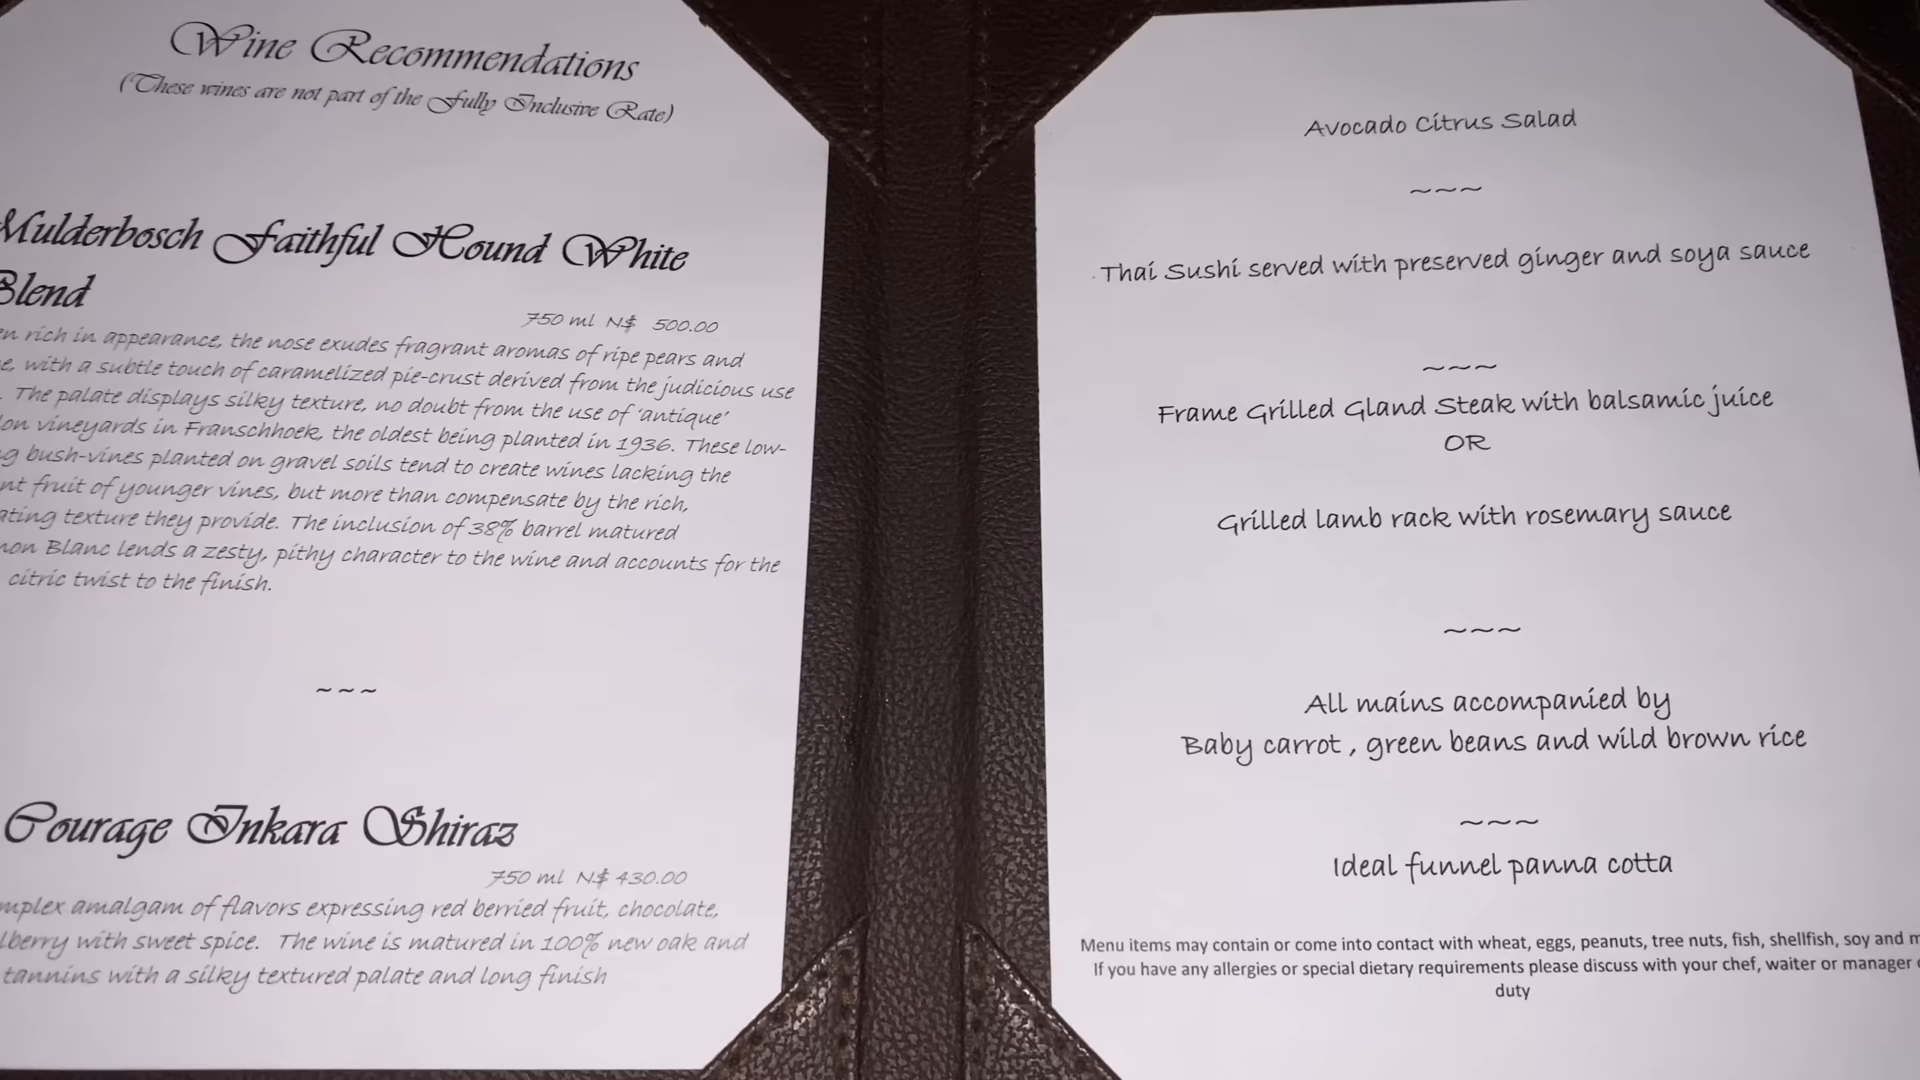 Wine Recommendations
(These wines are not part of the Fully Inclusive Rate)
Mulderbosch Faithful Hound White
Blend
750 ml N$ 500.00
rich in appearance, the nose exudes fragrant aromas of ripe pears and
with a subtle touch of caramelized pie-crust derived from the judicious use
. The palate displays silky texture, no doubt from the use of 'antique'
vineyards in Franschhoek, the oldest being planted in 1936. These low-
bush-vines planted on gravel soils tend to create wines lacking the
fruit of younger vines, but more than compensate by the rich,
texture they provide. The inclusion of 38% barrel matured
Blanc lends a zesty, pithy character to the wine and accounts for the
citric twist to the finish.
~~~
Courage Inkara Shiraz
750 ml N$ 430.00
amalgam of flavors expressing red berried fruit, chocolate,
with sweet spice. The wine is matured in 100% new oak and
tannins with a silky textured palate and long finish
Avocado Citrus Salad
~~~
Thai Sushi served with preserved ginger and soya sauce
~~~
Frame Grilled Gland Steak with balsamic juice
OR
Grilled lamb rack with rosemary sauce
~~~
All mains accompanied by
Baby carrot , green beans and wild brown rice
~~~
Ideal funnel panna cotta
Menu items may contain or come into contact with wheat, eggs, peanuts, tree nuts, fish, shellfish, soy and
If you have any allergies or special dietary requirements please discuss with your chef, waiter or manager
duty